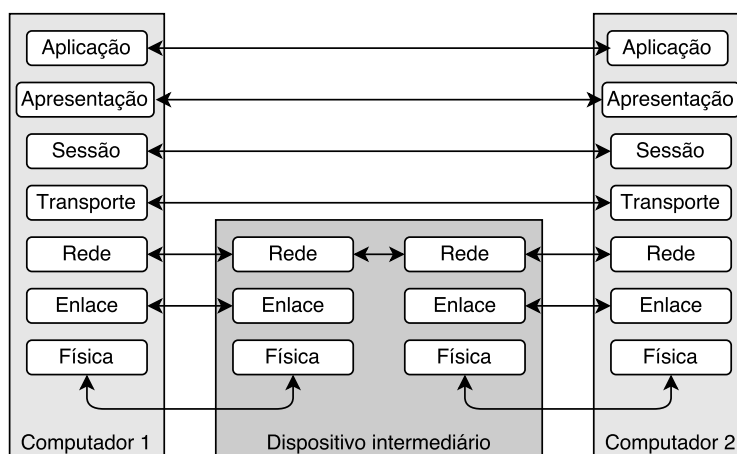 Aplicação
Aplicação
Apresentação
Apresentação
Sessão
Sessão
Transporte
Transporte
Rede
Rede
Rede
Rede
Enlace
Enlace
Enlace
Enlace
Física
Física
Física
Física
Computador 1
Dispositivo intermediário
Computador 2